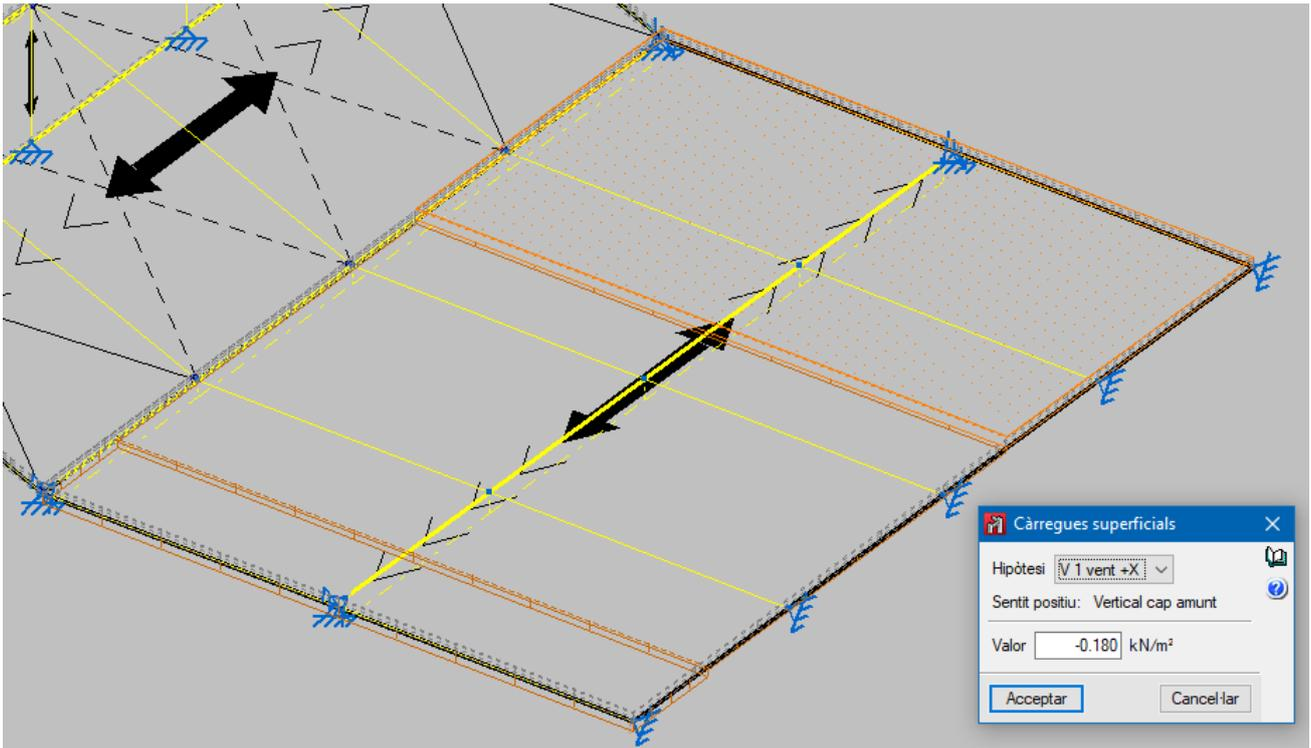 Càrregues superficials
Hipòtesi V 1 vent +X
Sentit positiu: Vertical cap amunt
Valor -0.180 kN/m²
Acceptar Cancel·lar